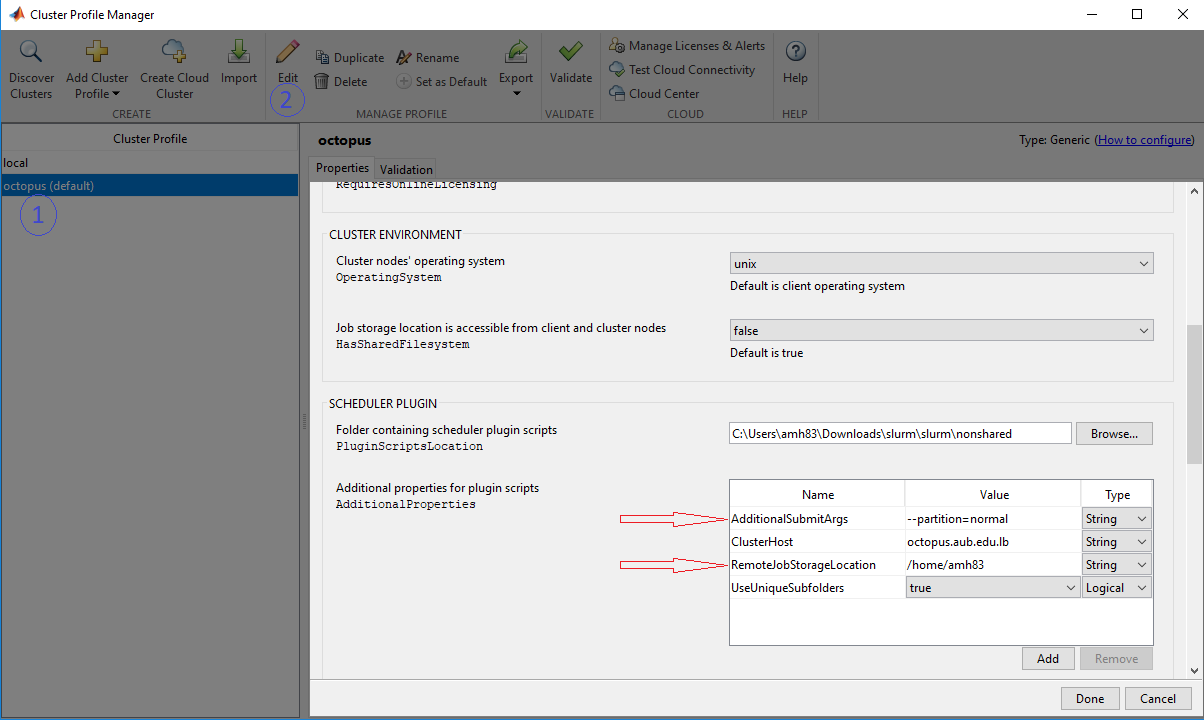 Cluster Profile Manager
Discover Clusters
Add Cluster Profile
Create Cloud Cluster
Import
CREATE
Edit
2
Duplicate
Delete
Rename
Set as Default
Export
MANAGE PROFILE
Validate
VALIDATE
Manage Licenses & Alerts
Test Cloud Connectivity
Cloud Center
CLOUD
Help
HELP
Cluster Profile
local
octopus (default)
1
octopus
Type: Generic (How to configure)
Properties
Validation
RequiresOnlineLicensing
CLUSTER ENVIRONMENT
Cluster nodes' operating system
OperatingSystem
unix
Default is client operating system
Job storage location is accessible from client and cluster nodes
HasSharedFilesystem
false
Default is true
SCHEDULER PLUGIN
Folder containing scheduler plugin scripts
PluginScriptsLocation
C:\Users\amh83\Downloads\slurm\slurm\nonshared
Browse...
Additional properties for plugin scripts
AdditionalProperties
Name Value Type
AdditionalSubmitArgs --partition=normal String
ClusterHost octopus.aub.edu.lb String
RemoteJobStorageLocation /home/amh83 String
UseUniqueSubfolders true Logical
Add
Remove
Done
Cancel